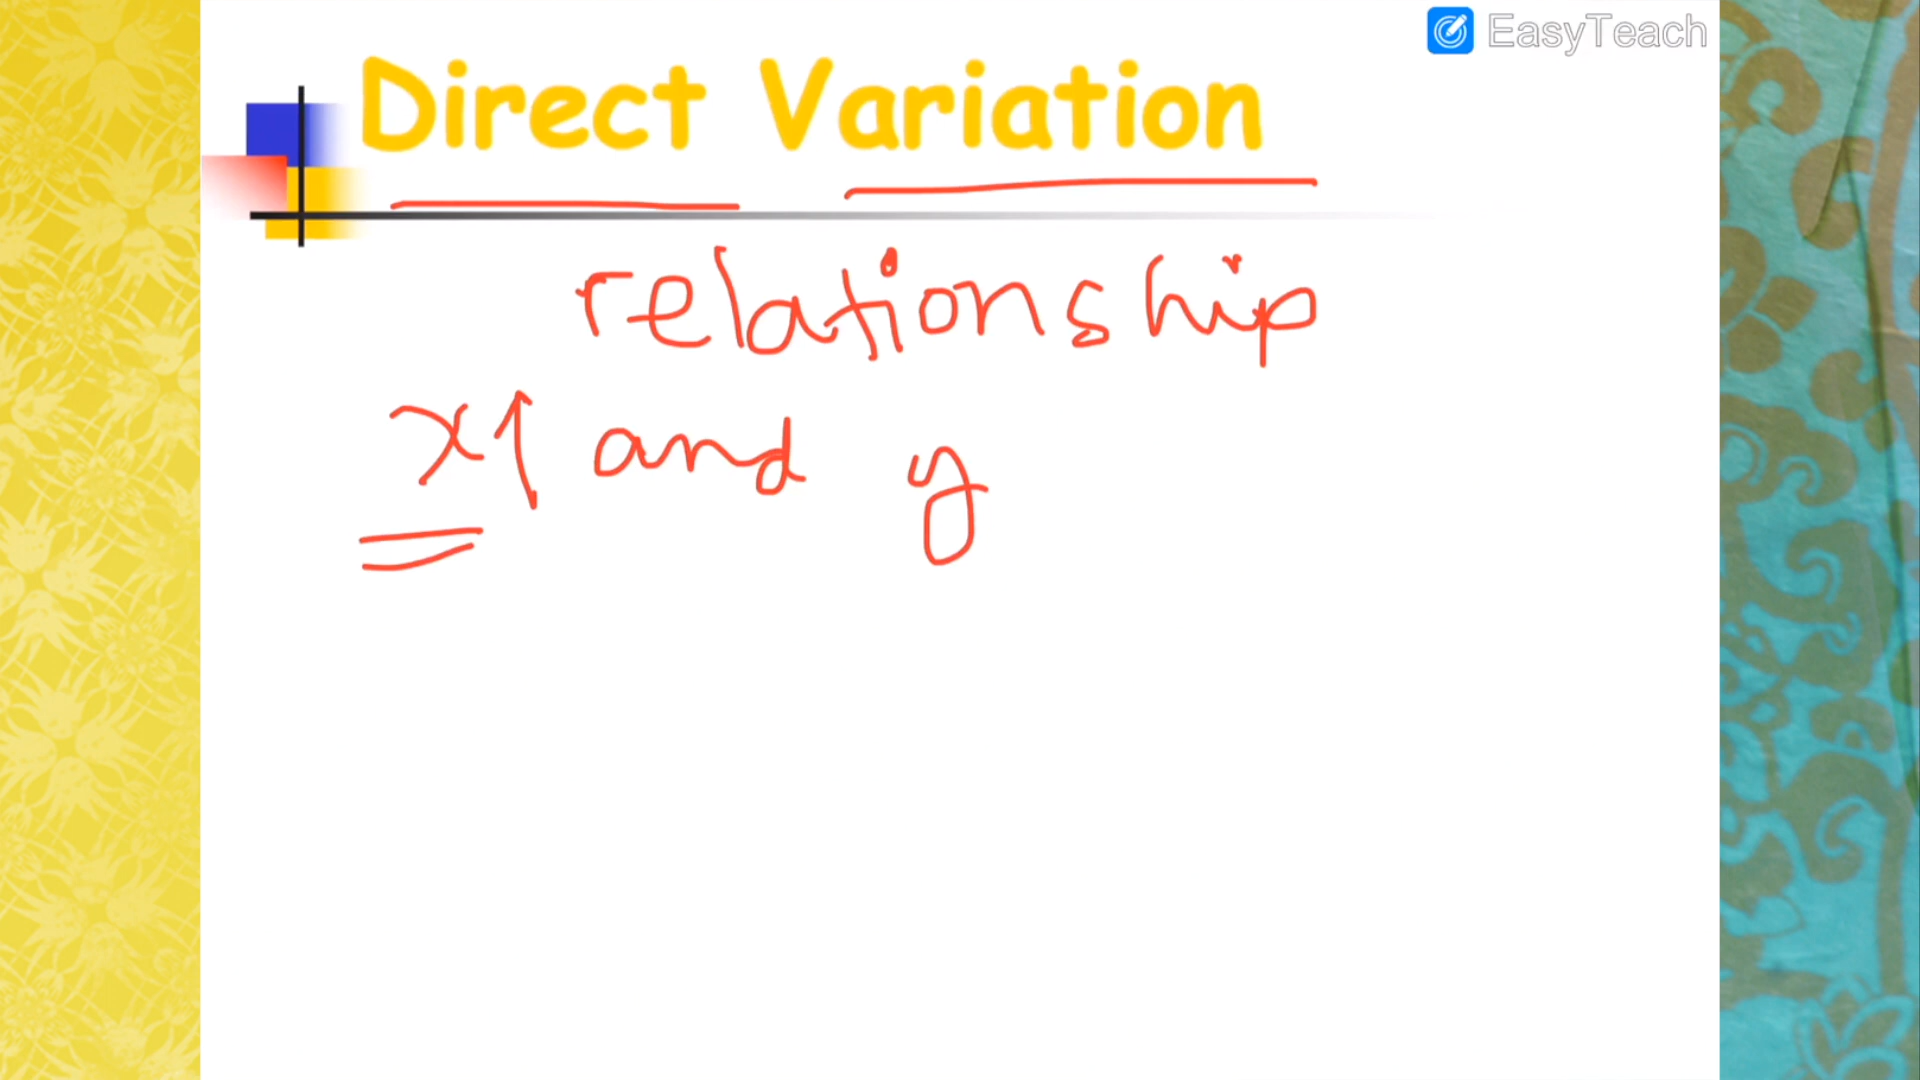 EasyTeach
Direct Variation
relationship
x↑ and y